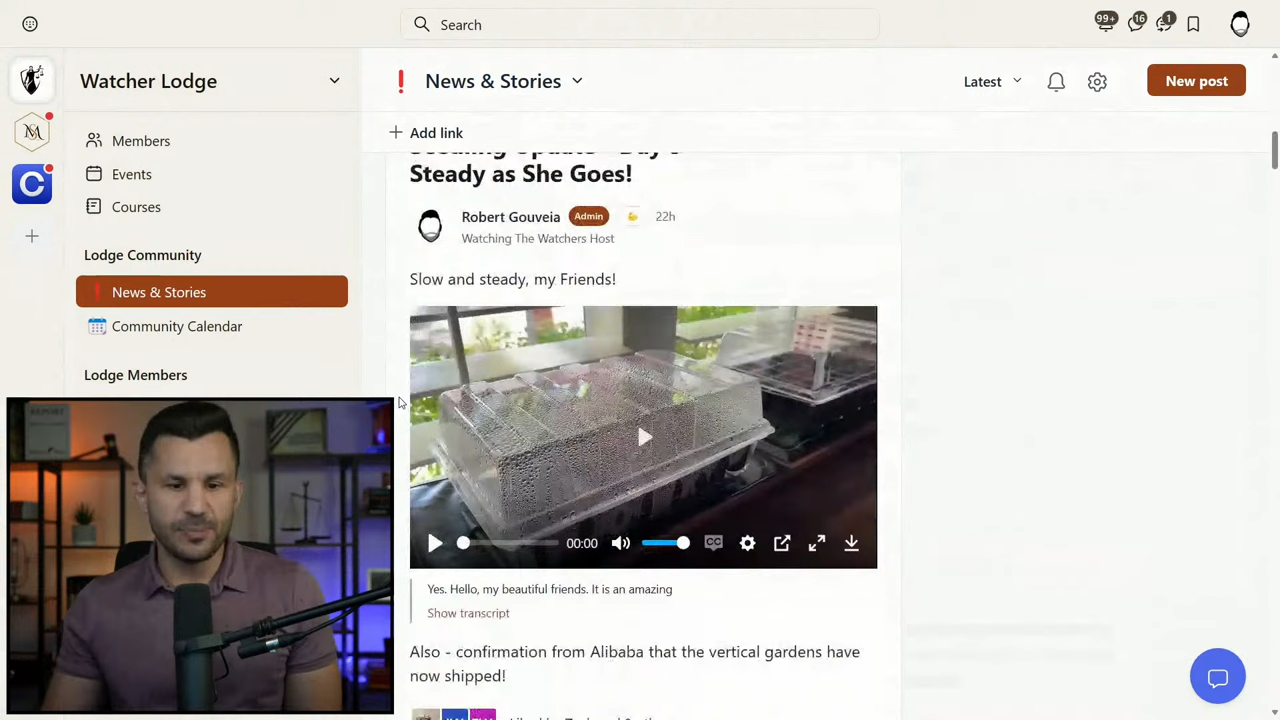 Search
99+
16
1
Watcher Lodge
News & Stories
Latest
New post
Members
Add link
Events
Steady as She Goes!
Courses
Robert Gouveia
Admin
22h
Watching The Watchers Host
Lodge Community
Slow and steady, my Friends!
News & Stories
Community Calendar
Lodge Members
REPORT
00:00
CC
Yes. Hello, my beautiful friends. It is an amazing
Show transcript
Also - confirmation from Alibaba that the vertical gardens have
now shipped!